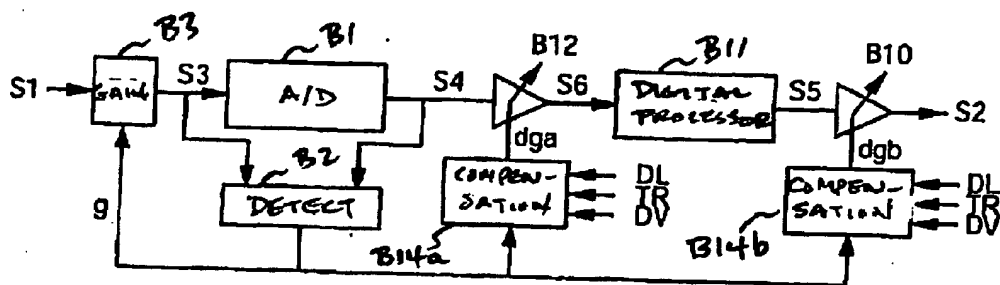 B3
B1
B12
B11
B10
S1
GAIN
S3
A/D
S4
S6
DIGITAL
PROCESSOR
S5
S2
dga
dgb
B2
g
DETECT
COMPEN-
SATION
DL
TR
DV
B14a
COMPEN-
SATION
DL
TR
DV
B14b